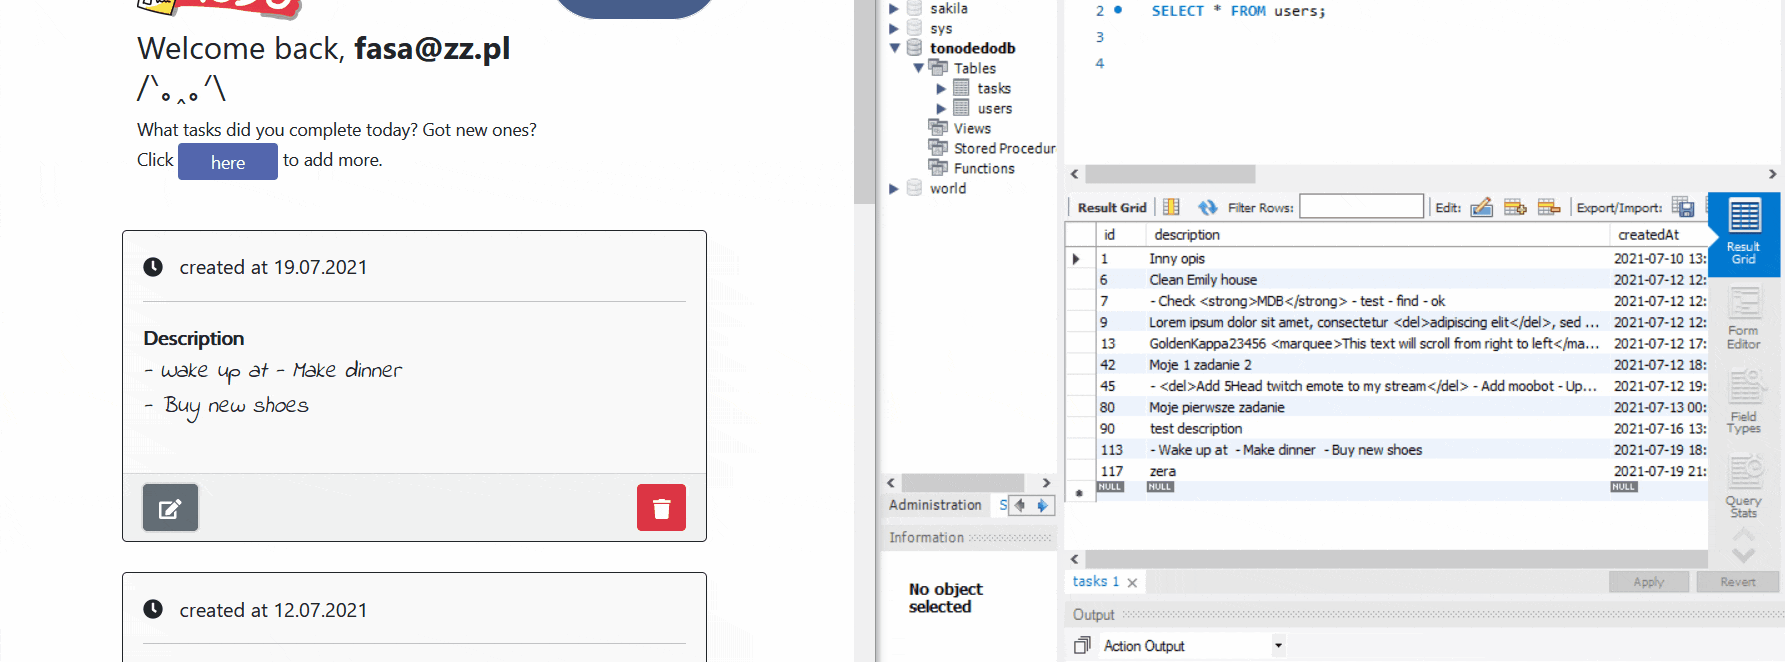 Welcome back, fasa@zz.pl
/\`｡‸｡´\
What tasks did you complete today? Got new ones?
Click here to add more.
created at 19.07.2021
Description
- Wake up at - Make dinner
- Buy new shoes
created at 12.07.2021
sakila
sys
tonodedodb
Tables
tasks
users
Views
Stored Procedur
Functions
world
Administration S
Information
No object
selected
2 SELECT * FROM users;
3
4
Result Grid Filter Rows: Edit: Export/Import:
id description createdAt
1 Inny opis 2021-07-10 13:
6 Clean Emily house 2021-07-12 12:
7 - Check <strong>MDB</strong> - test - find - ok 2021-07-12 12:
9 Lorem ipsum dolor sit amet, consectetur <del>adipiscing elit</del>, sed ... 2021-07-12 12:
13 GoldenKappa23456 <marquee>This text will scroll from right to left</ma... 2021-07-12 17:
42 Moje 1 zadanie 2 2021-07-12 18:
45 - <del>Add 5Head twitch emote to my stream</del> - Add moobot - Up... 2021-07-12 19:
80 Moje pierwsze zadanie 2021-07-13 00:
90 test description 2021-07-16 13:
113 - Wake up at - Make dinner - Buy new shoes 2021-07-19 18:
117 zera 2021-07-19 21:
NULL NULL NULL
Result
Grid
Form
Editor
Field
Types
Query
Stats
tasks 1
Apply Revert
Output
Action Output